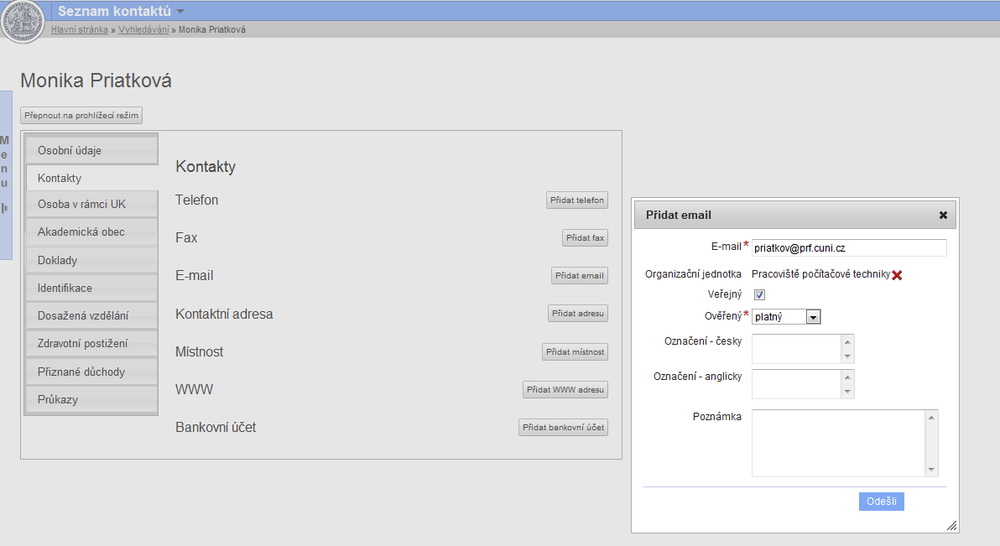 Seznam kontaktů
Hlavní stránka » Vyhledávání » Monika Priatková
Monika Priatková
Přepnout na prohlížecí režim
Menu
Osobní údaje
Kontakty
Osoba v rámci UK
Akademická obec
Doklady
Identifikace
Dosažená vzdělání
Zdravotní postižení
Přiznané důchody
Průkazy
Kontakty
Telefon Přidat telefon
Fax Přidat fax
E-mail Přidat email
Kontaktní adresa Přidat adresu
Místnost Přidat místnost
WWW Přidat WWW adresu
Bankovní účet Přidat bankovní účet
Přidat email
E-mail* priatkov@prf.cuni.cz
Organizační jednotka Pracoviště počítačové techniky
Veřejný
Ověřený* platný
Označení - česky
Označení - anglicky
Poznámka
Odešli